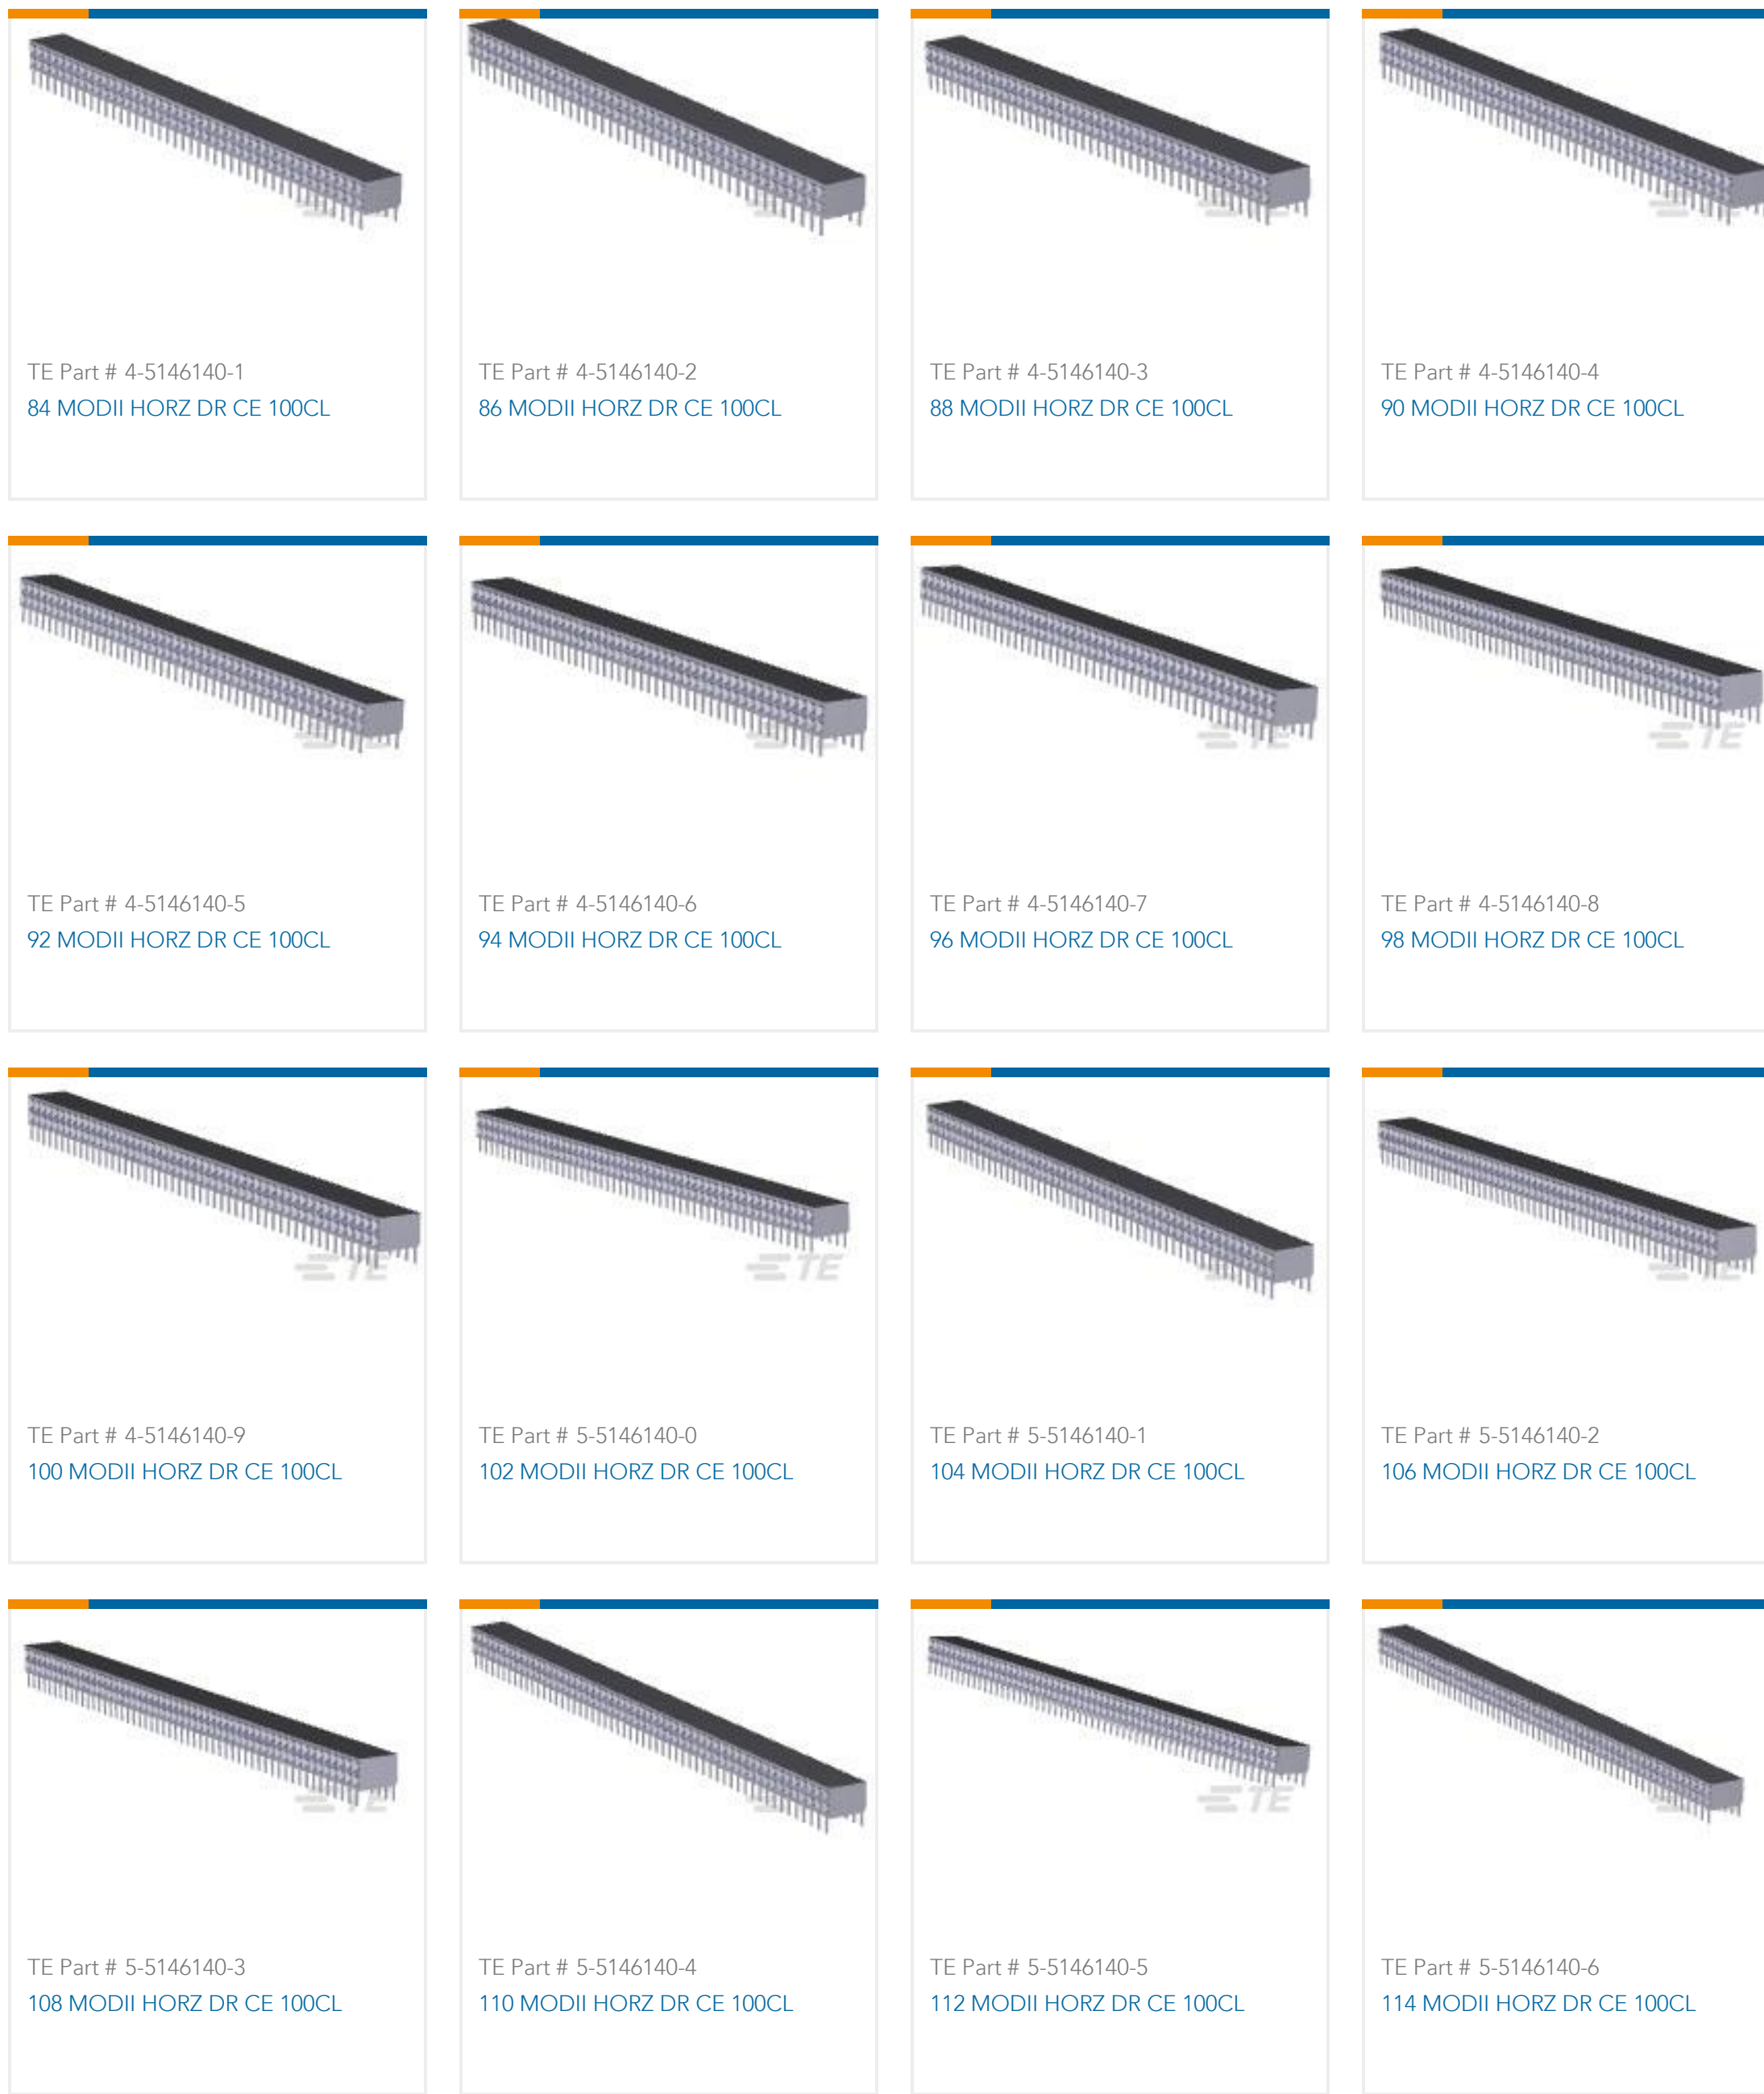 TE Part # 4-5146140-1
84 MODII HORZ DR CE 100CL
TE Part # 4-5146140-2
86 MODII HORZ DR CE 100CL
TE Part # 4-5146140-3
88 MODII HORZ DR CE 100CL
TE Part # 4-5146140-4
90 MODII HORZ DR CE 100CL
TE Part # 4-5146140-5
92 MODII HORZ DR CE 100CL
TE Part # 4-5146140-6
94 MODII HORZ DR CE 100CL
TE
TE Part # 4-5146140-7
96 MODII HORZ DR CE 100CL
TE
TE Part # 4-5146140-8
98 MODII HORZ DR CE 100CL
TE
TE Part # 4-5146140-9
100 MODII HORZ DR CE 100CL
TE
TE Part # 5-5146140-0
102 MODII HORZ DR CE 100CL
TE Part # 5-5146140-1
104 MODII HORZ DR CE 100CL
TE Part # 5-5146140-2
106 MODII HORZ DR CE 100CL
TE
TE Part # 5-5146140-3
108 MODII HORZ DR CE 100CL
TE Part # 5-5146140-4
110 MODII HORZ DR CE 100CL
TE
TE Part # 5-5146140-5
112 MODII HORZ DR CE 100CL
TE Part # 5-5146140-6
114 MODII HORZ DR CE 100CL